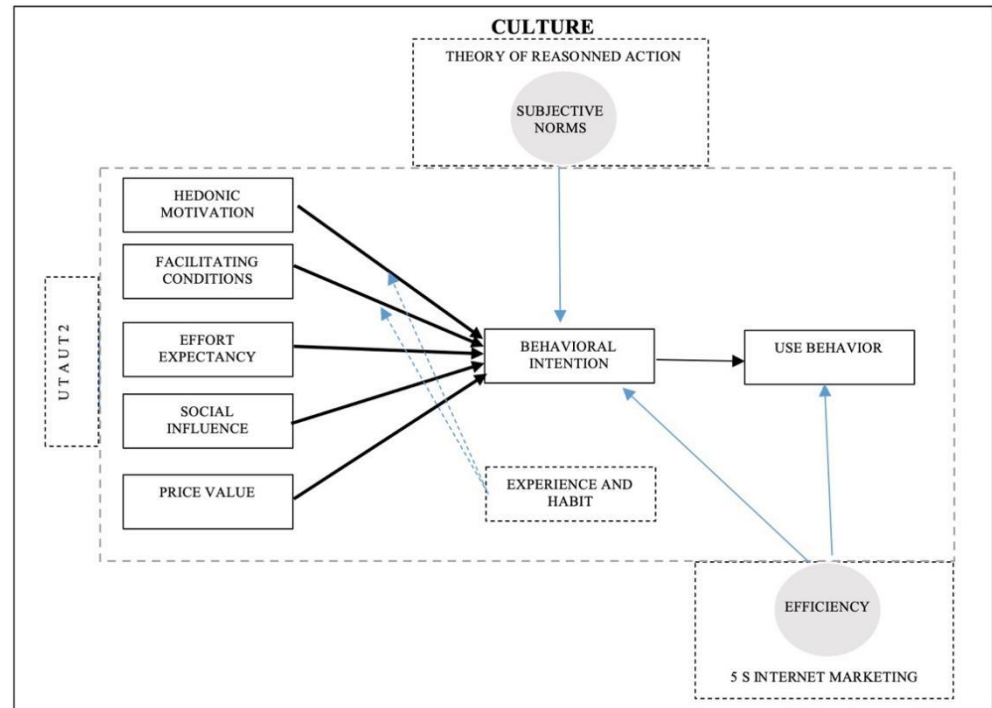 CULTURE
THEORY OF REASONNED ACTION
SUBJECTIVE
NORMS
HEDONIC
MOTIVATION
FACILITATING
CONDITIONS
EFFORT
EXPECTANCY
SOCIAL
INFLUENCE
PRICE VALUE
U T A U T 2
BEHAVIORAL
INTENTION
USE BEHAVIOR
EXPERIENCE AND
HABIT
EFFICIENCY
5 S INTERNET MARKETING